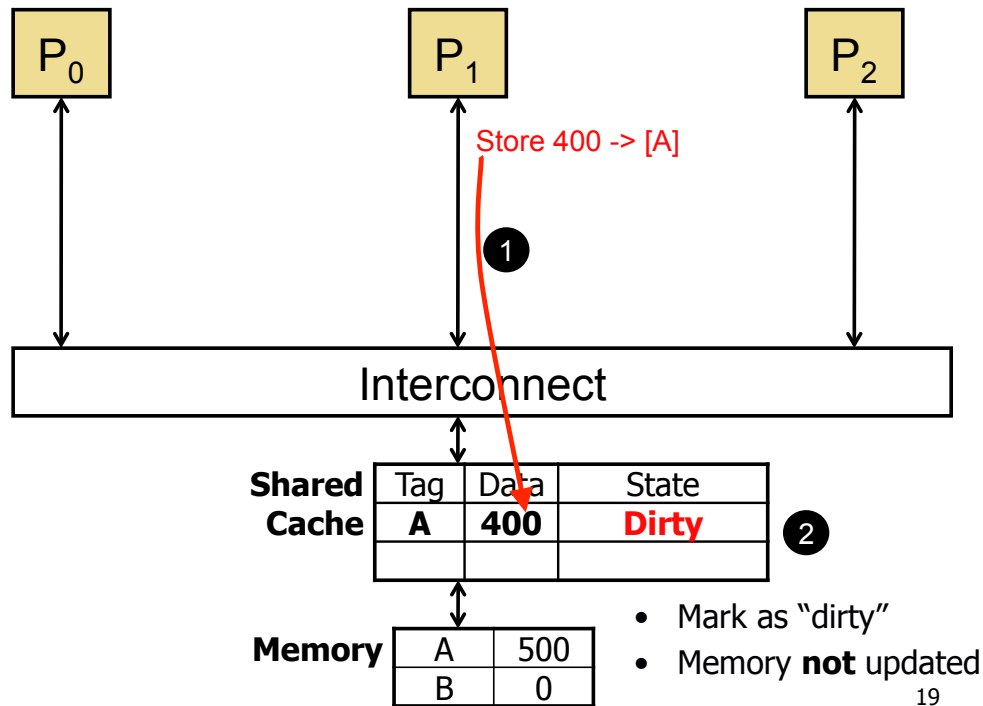 P0 P1 P2
Store 400 -> [A]
1
Interconnect
Shared Cache
Tag Data State
A 400 Dirty
2
Memory
A 500
B 0
• Mark as “dirty”
• Memory not updated
19